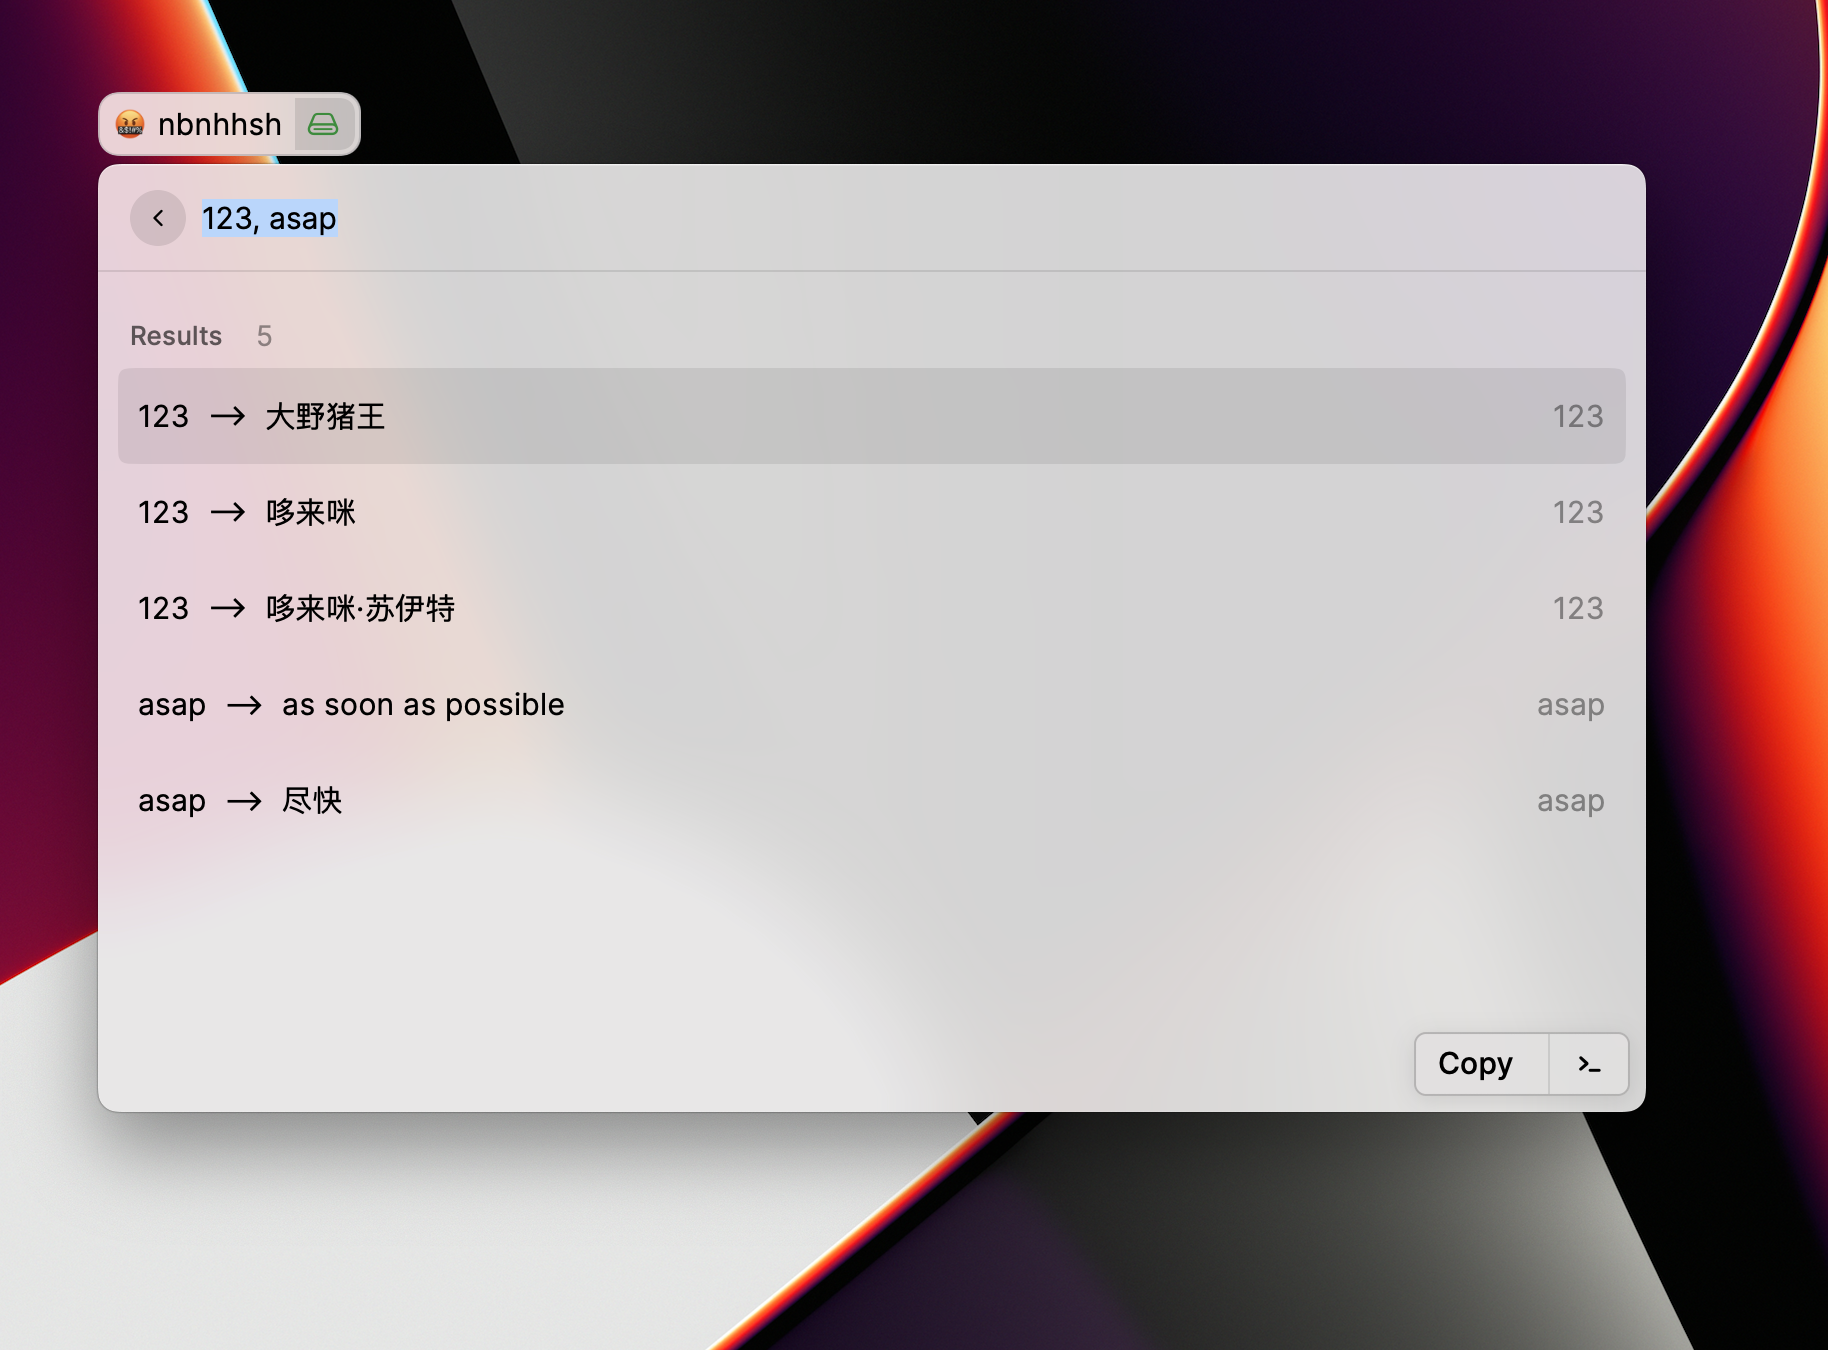 nbnhhsh
123, asap
Results 5
123 → 大野猪王 123
123 → 哆来咪 123
123 → 哆来咪·苏伊特 123
asap → as soon as possible asap
asap → 尽快 asap
Copy >_